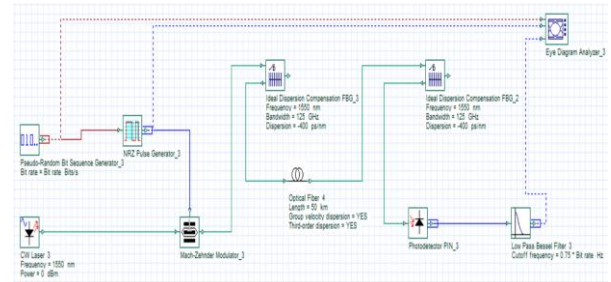 Eye Diagram Analyzer_3
Ideal Dispersion Compensation FBG_3
Frequency = 1550 nm
Bandwidth = 125 GHz
Dispersion = -400 ps/nm
Ideal Dispersion Compensation FBG_2
Frequency = 1550 nm
Bandwidth = 125 GHz
Dispersion = -400 ps/nm
NRZ Pulse Generator_3
Pseudo-Random Bit Sequence Generator_3
Bit rate = Bit rate Bits/s
Optical Fiber 4
Length = 50 km
Group velocity dispersion = YES
Third-order dispersion = YES
CW Laser 3
Frequency = 1550 nm
Power = 0 dBm
Mach-Zehnder Modulator_3
Photodetector PIN_3
Low Pass Bessel Filter 3
Cutoff frequency = 0.75 * Bit rate Hz